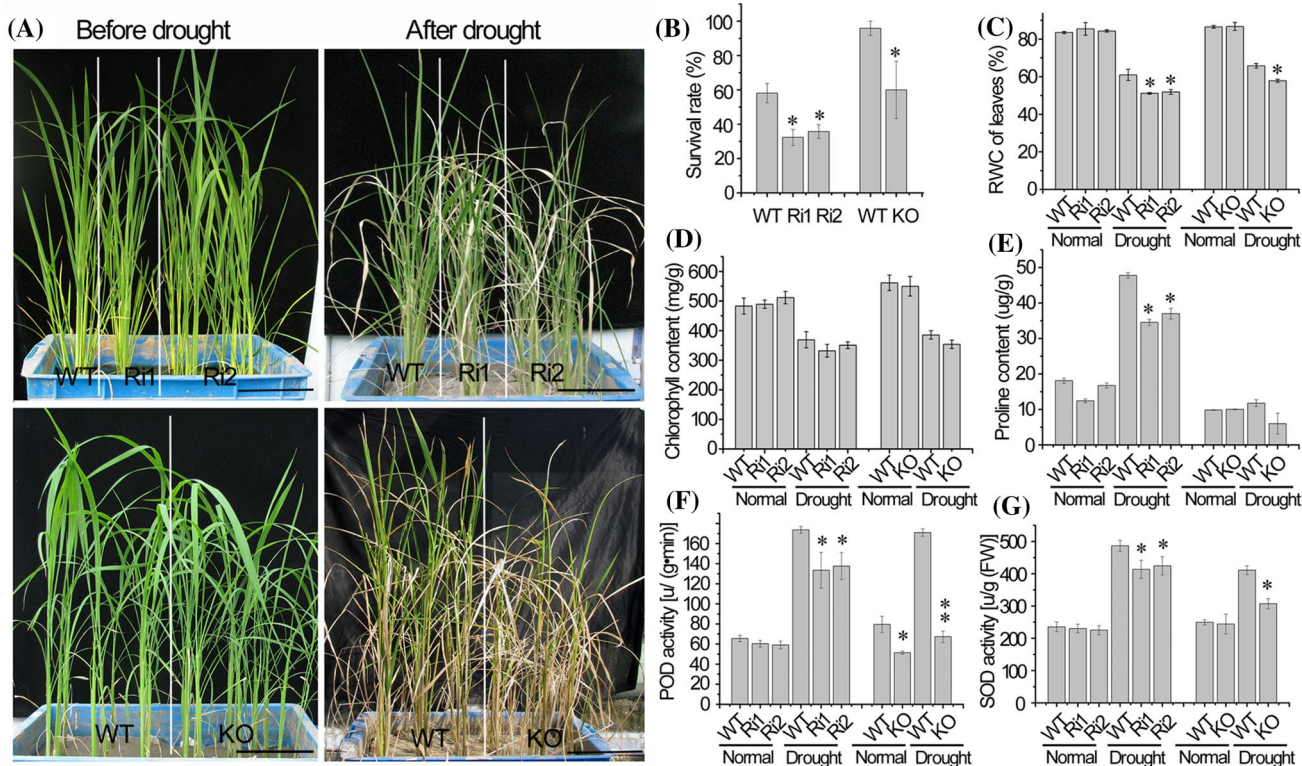 (A)
Before drought
After drought
WT Ri1 Ri2
WT Ri1 Ri2
WT KO
WT KO
(B)
Survival rate (%)
100
80
60
40
20
0
* * *
WT Ri1 Ri2 WT KO
(C)
RWC of leaves (%)
80
60
40
20
0
* * *
WT Ri1 Ri2 WT Ri1 Ri2 WT KO WT KO
Normal Drought Normal Drought
(D)
Chlorophyll content (mg/g)
600
500
400
300
200
100
0
WT Ri1 Ri2 WT Ri1 Ri2 WT KO WT KO
Normal Drought Normal Drought
(E)
Proline content (ug/g)
50
40
30
20
10
0
* *
WT Ri1 Ri2 WT Ri1 Ri2 WT KO WT KO
Normal Drought Normal Drought
(F)
POD activity [u/ (g•min)]
160
140
120
100
80
60
40
20
0
* * * * *
WT Ri1 Ri2 WT Ri1 Ri2 WT KO WT KO
Normal Drought Normal Drought
(G)
SOD activity [u/g (FW)]
500
400
300
200
100
0
* * *
WT Ri1 Ri2 WT Ri1 Ri2 WT KO WT KO
Normal Drought Normal Drought